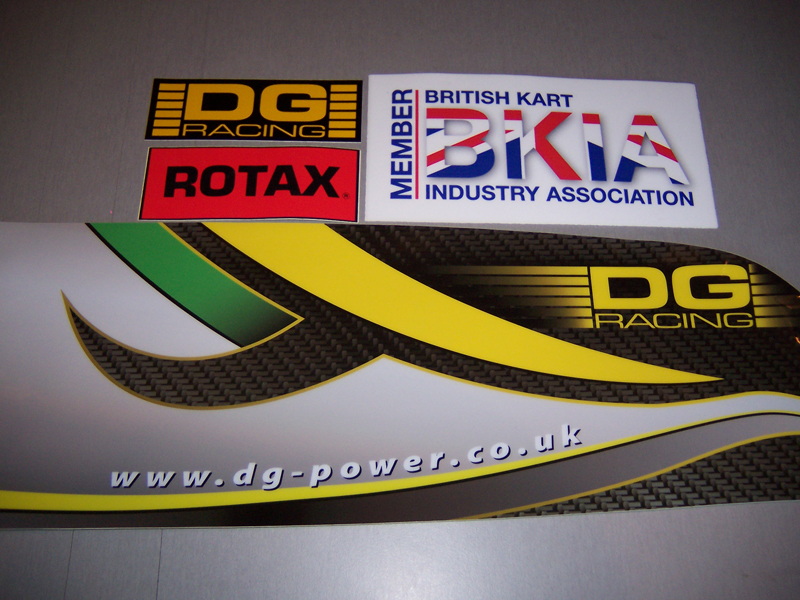 DG
RACING
ROTAX
MEMBER
BRITISH KART
BKIA
INDUSTRY ASSOCIATION
DG
RACING
www.dg-power.co.uk